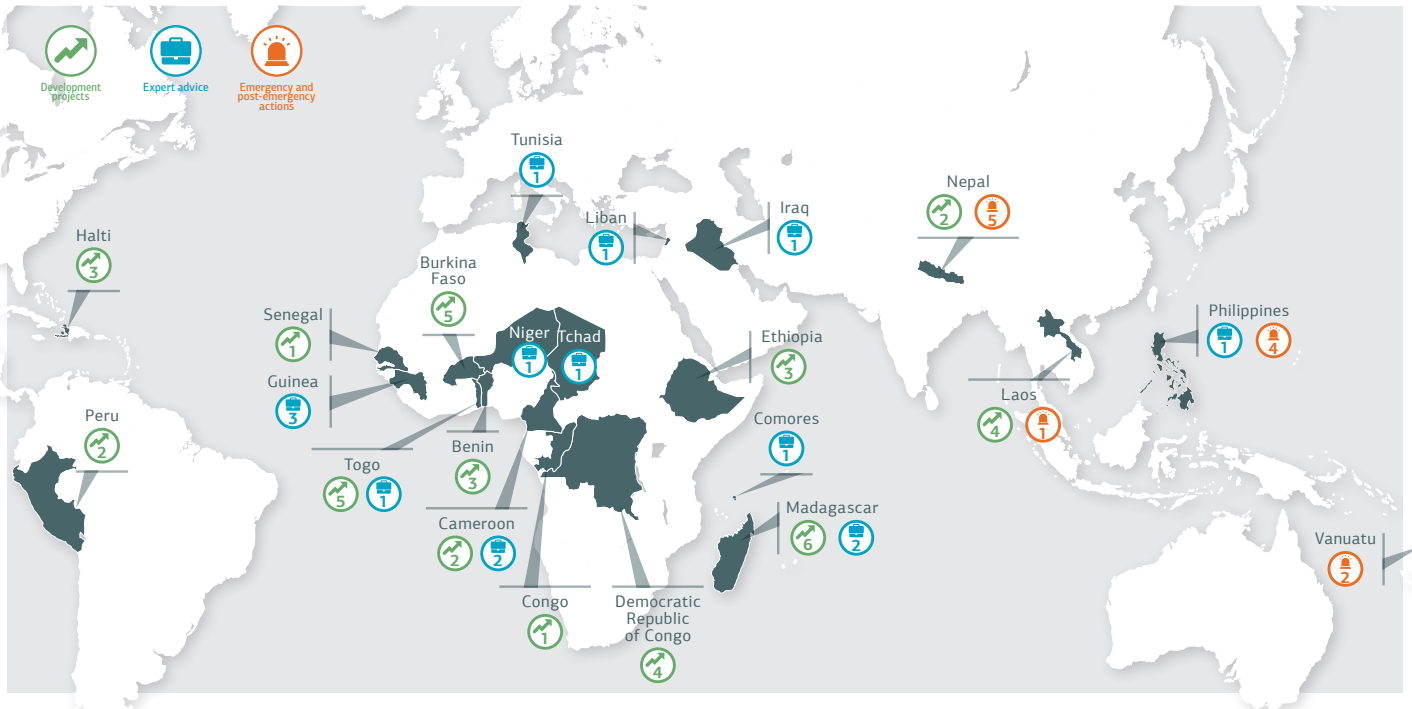 Development
projects
Expert advice
Emergency and
post-emergency
actions
Tunisia
1
Liban
1
Iraq
1
Nepal
2
5
Halti
3
Burkina
Faso
5
Senegal
1
Guinea
3
Niger
1
Tchad
1
Ethiopia
3
Philippines
1
4
Laos
4
1
Peru
2
Togo
5
1
Benin
3
Comores
1
Cameroon
2
2
Madagascar
6
2
Vanuatu
2
Congo
1
Democratic
Republic
of Congo
4